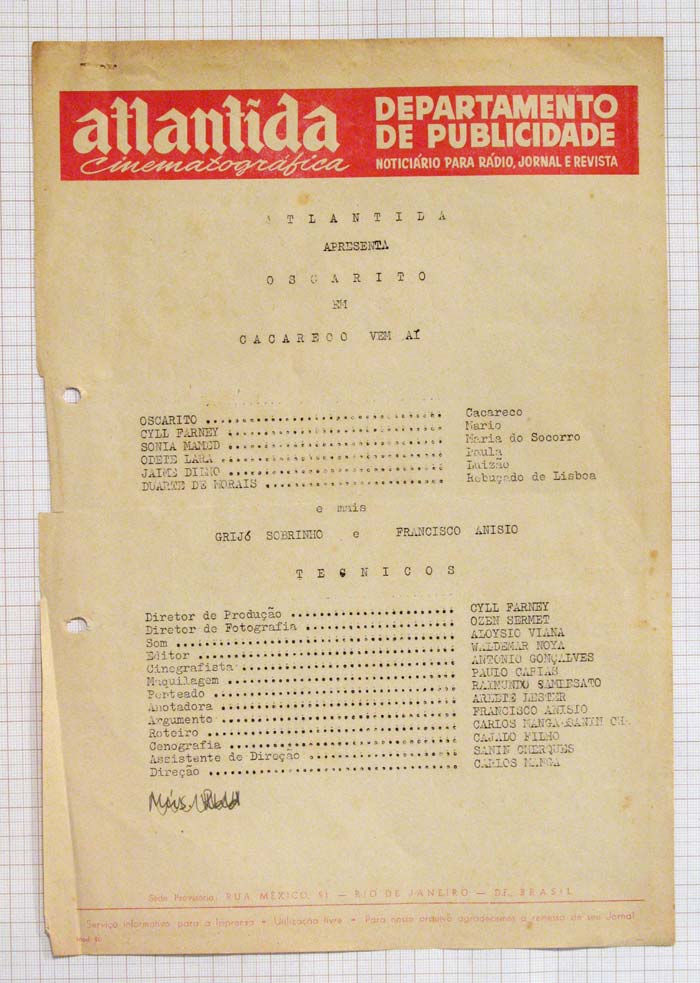 atlantida
Cinematográfica
DEPARTAMENTO
DE PUBLICIDADE
NOTICIÁRIO PARA RÁDIO, JORNAL E REVISTA
A T L A N T I D A
APRESENTA
O S C A R I T O
EM
C A C A R E C O VEM AÍ
OSCARITO ........ Cacareco
CYLL FARNEY ........ Mario
SONIA MAMED ........ Maria do Socorro
ODETE LARA ........ Paula
JAIME DILNO ........ Luizão
DUARTE DE MORAIS ........ Rebuçado de Lisboa
e mais
GRIJó SOBRINHO e FRANCISCO ANISIO
T E C N I C O S
Diretor de Produção ........ CYLL FARNEY
Diretor de Fotografia ........ OZEN SERMET
Som ........ ALOYSIO VIANA
Editor ........ WALDEMAR NOYA
Cinegrafista ........ ANTONIO GONÇALVES
Maquilagem ........ PAULO CARIAS
Penteado ........ RAIMUNDO
Anotadora ........ ARLETE LESTER
Argumento ........ FRANCISCO ANISIO
Roteiro ........ CARLOS MANGA-SANIN CH.
Cenografia ........ CAJADO FILHO
Assistente de Direção ........ SANIN CHERQUES
Direção ........ CARLOS MANGA
Séde Provisória: RUA MÉXICO, 51 — RIO DE JANEIRO — DF. BRASIL
Serviço informativo para a Imprensa • Utilização livre • Para nosso arquivo agradecemos a remessa de seu Jornal